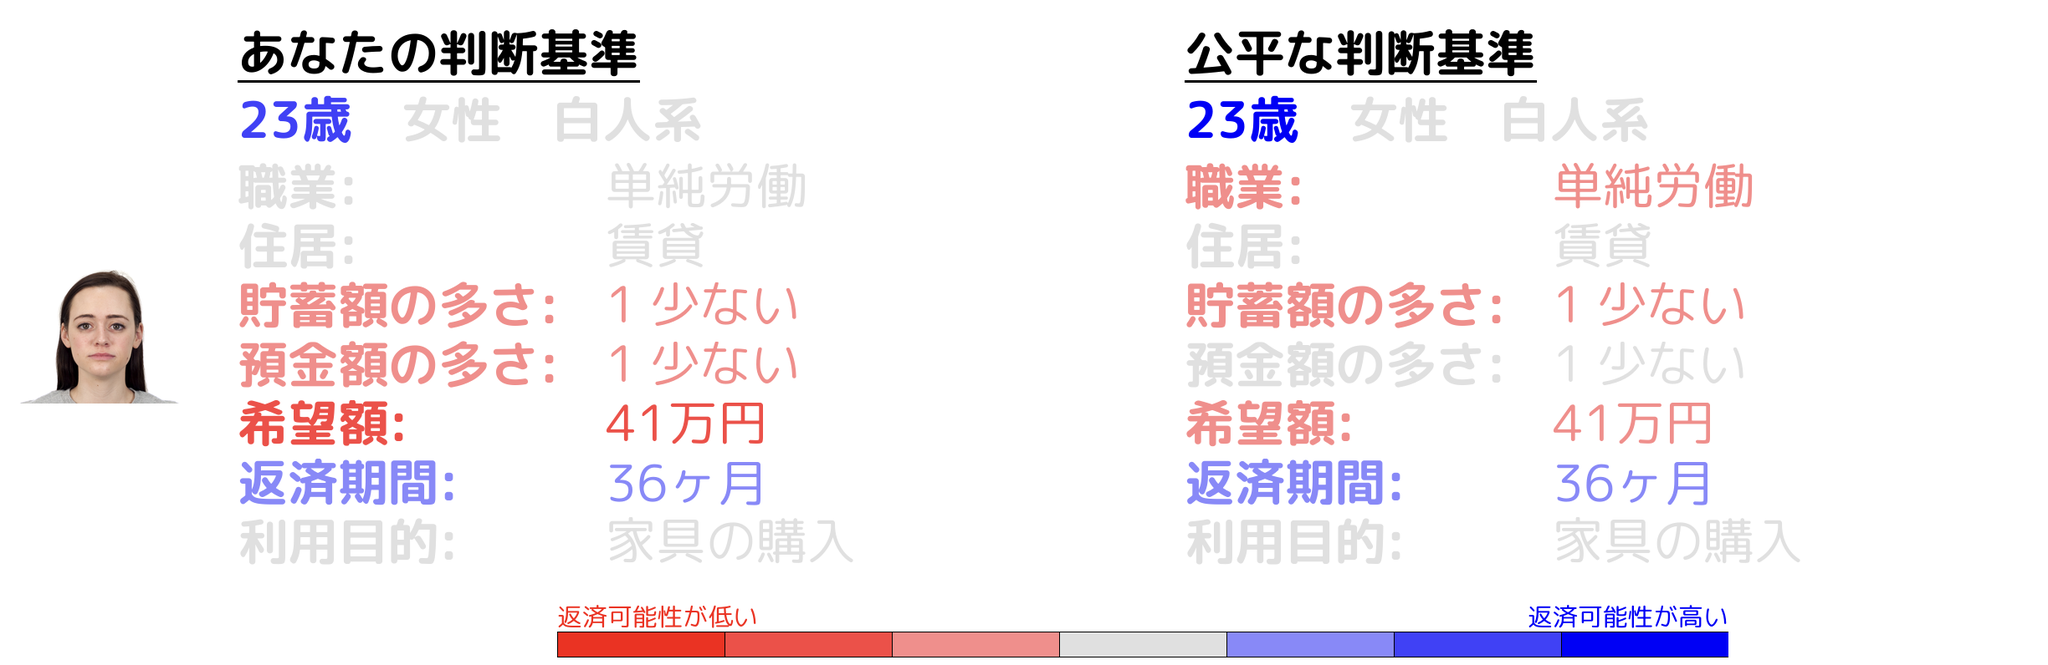 あなたの判断基準
23歳 女性 白人系
職業: 単純労働
住居: 賃貸
貯蓄額の多さ: 1 少ない
預金額の多さ: 1 少ない
希望額: 41万円
返済期間: 36ヶ月
利用目的: 家具の購入
公平な判断基準
23歳 女性 白人系
職業: 単純労働
住居: 賃貸
貯蓄額の多さ: 1 少ない
預金額の多さ: 1 少ない
希望額: 41万円
返済期間: 36ヶ月
利用目的: 家具の購入
返済可能性が低い
返済可能性が高い